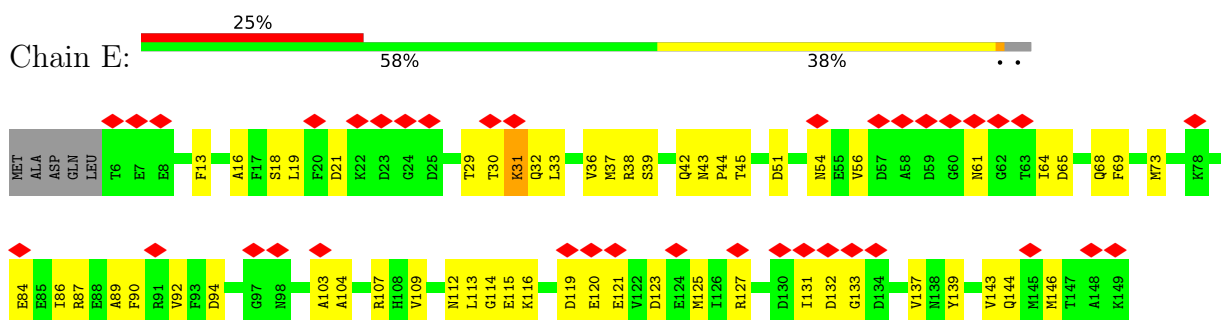 25%
Chain E:
58% 38% • •
MET ALA ASP GLN LEU T6 E7 E8 F13 A16 F17 S18 L19 F20 D21 K22 D23 G24 D25 T29 T30 K31 Q32 L33 V36 M37 R38 S39 Q42 N43 P44 T45 D51 N54 E55 V56 D57 A58 D59 G60 N61 G62 T63 I64 D65 Q68 F69 M73 K78
E84 E85 I86 R87 E88 A89 F90 R91 V92 F93 D94 G97 N98 A103 A104 R107 H108 V109 N112 L113 G114 E115 K116 D119 E120 E121 V122 D123 E124 M125 I126 R127 D130 I131 D132 G133 D134 V137 N138 Y139 V143 Q144 M145 M146 T147 A148 K149